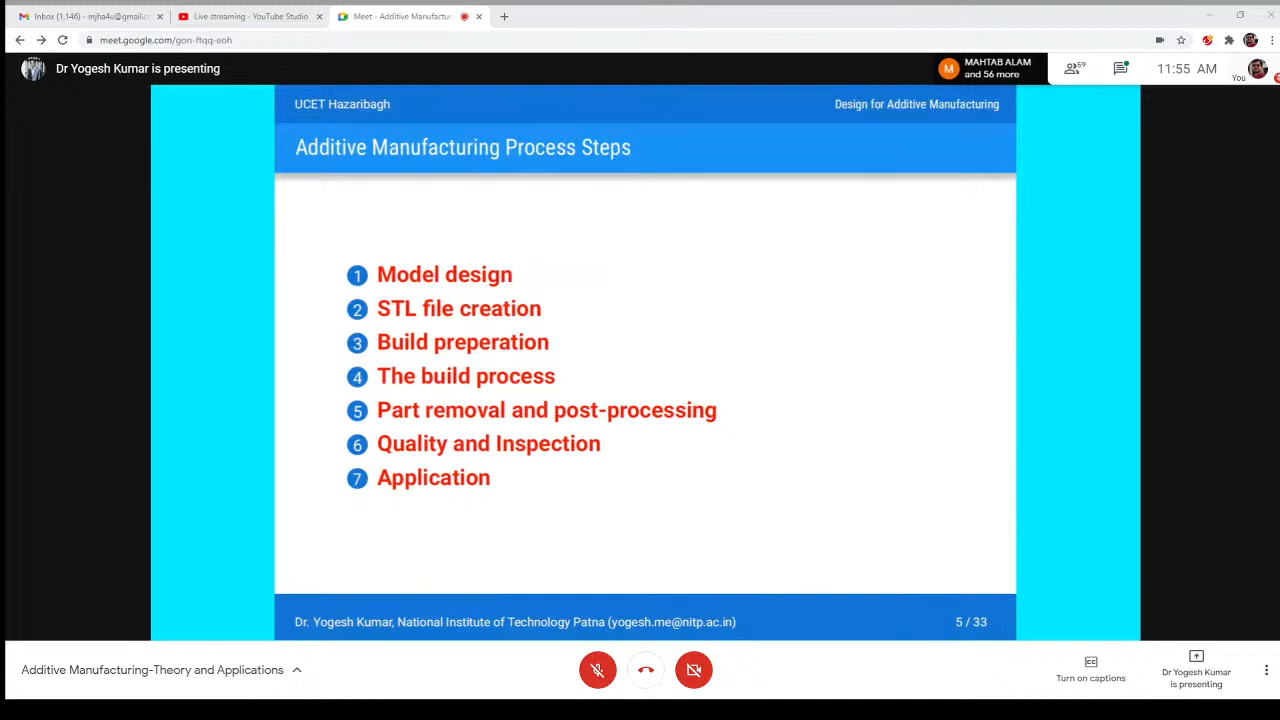 Inbox (1,146) - mjha4u@gmail.c
Live streaming - YouTube Studio
Meet - Additive Manufactur
meet.google.com/gon-ftqq-eoh
Dr Yogesh Kumar is presenting
M
MAHTAB ALAM
and 56 more
59
11:55 AM
You
UCET Hazaribagh
Design for Additive Manufacturing
Additive Manufacturing Process Steps
1 Model design
2 STL file creation
3 Build preperation
4 The build process
5 Part removal and post-processing
6 Quality and Inspection
7 Application
Dr. Yogesh Kumar, National Institute of Technology Patna (yogesh.me@nitp.ac.in)
5 / 33
Additive Manufacturing-Theory and Applications
CC
Turn on captions
Dr Yogesh Kumar
is presenting